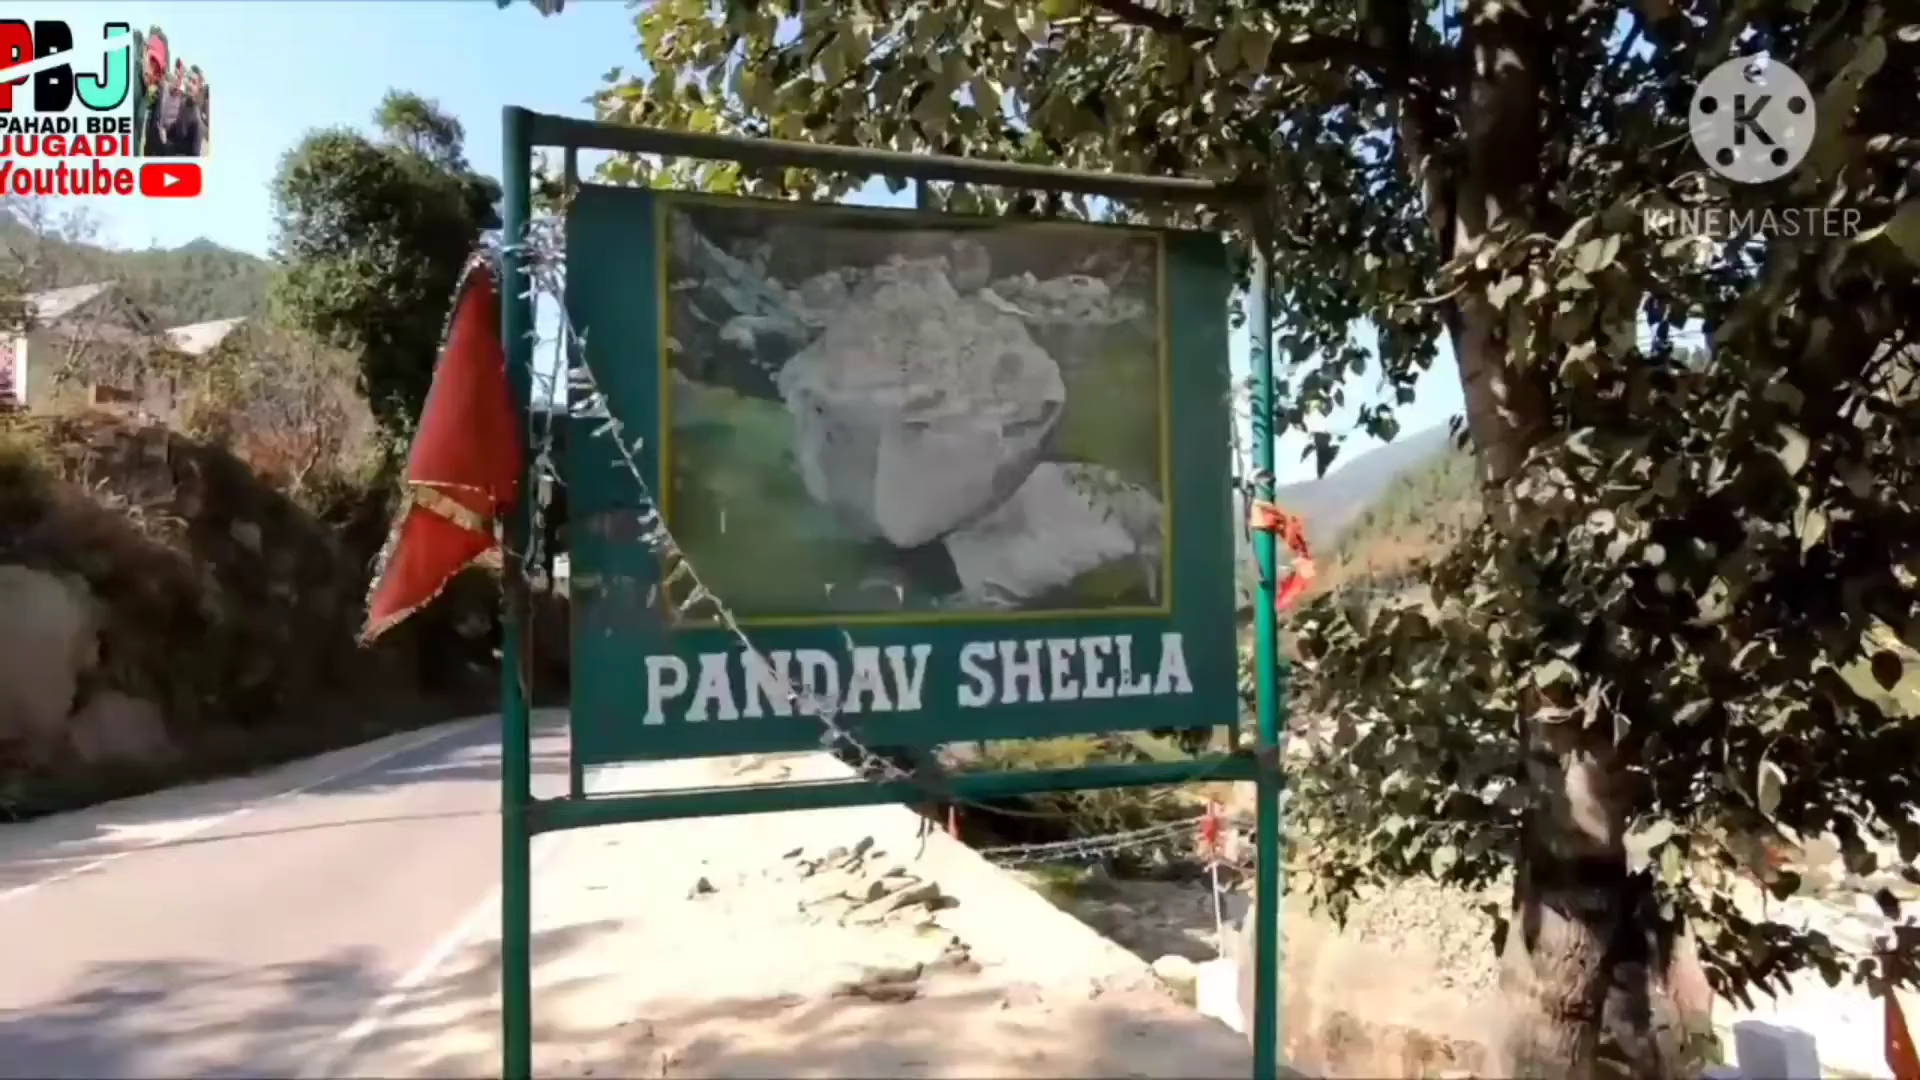 PBJ
PAHADI BDE
JUGADI
Youtube
K
KINEMASTER
PANDAV SHEELA